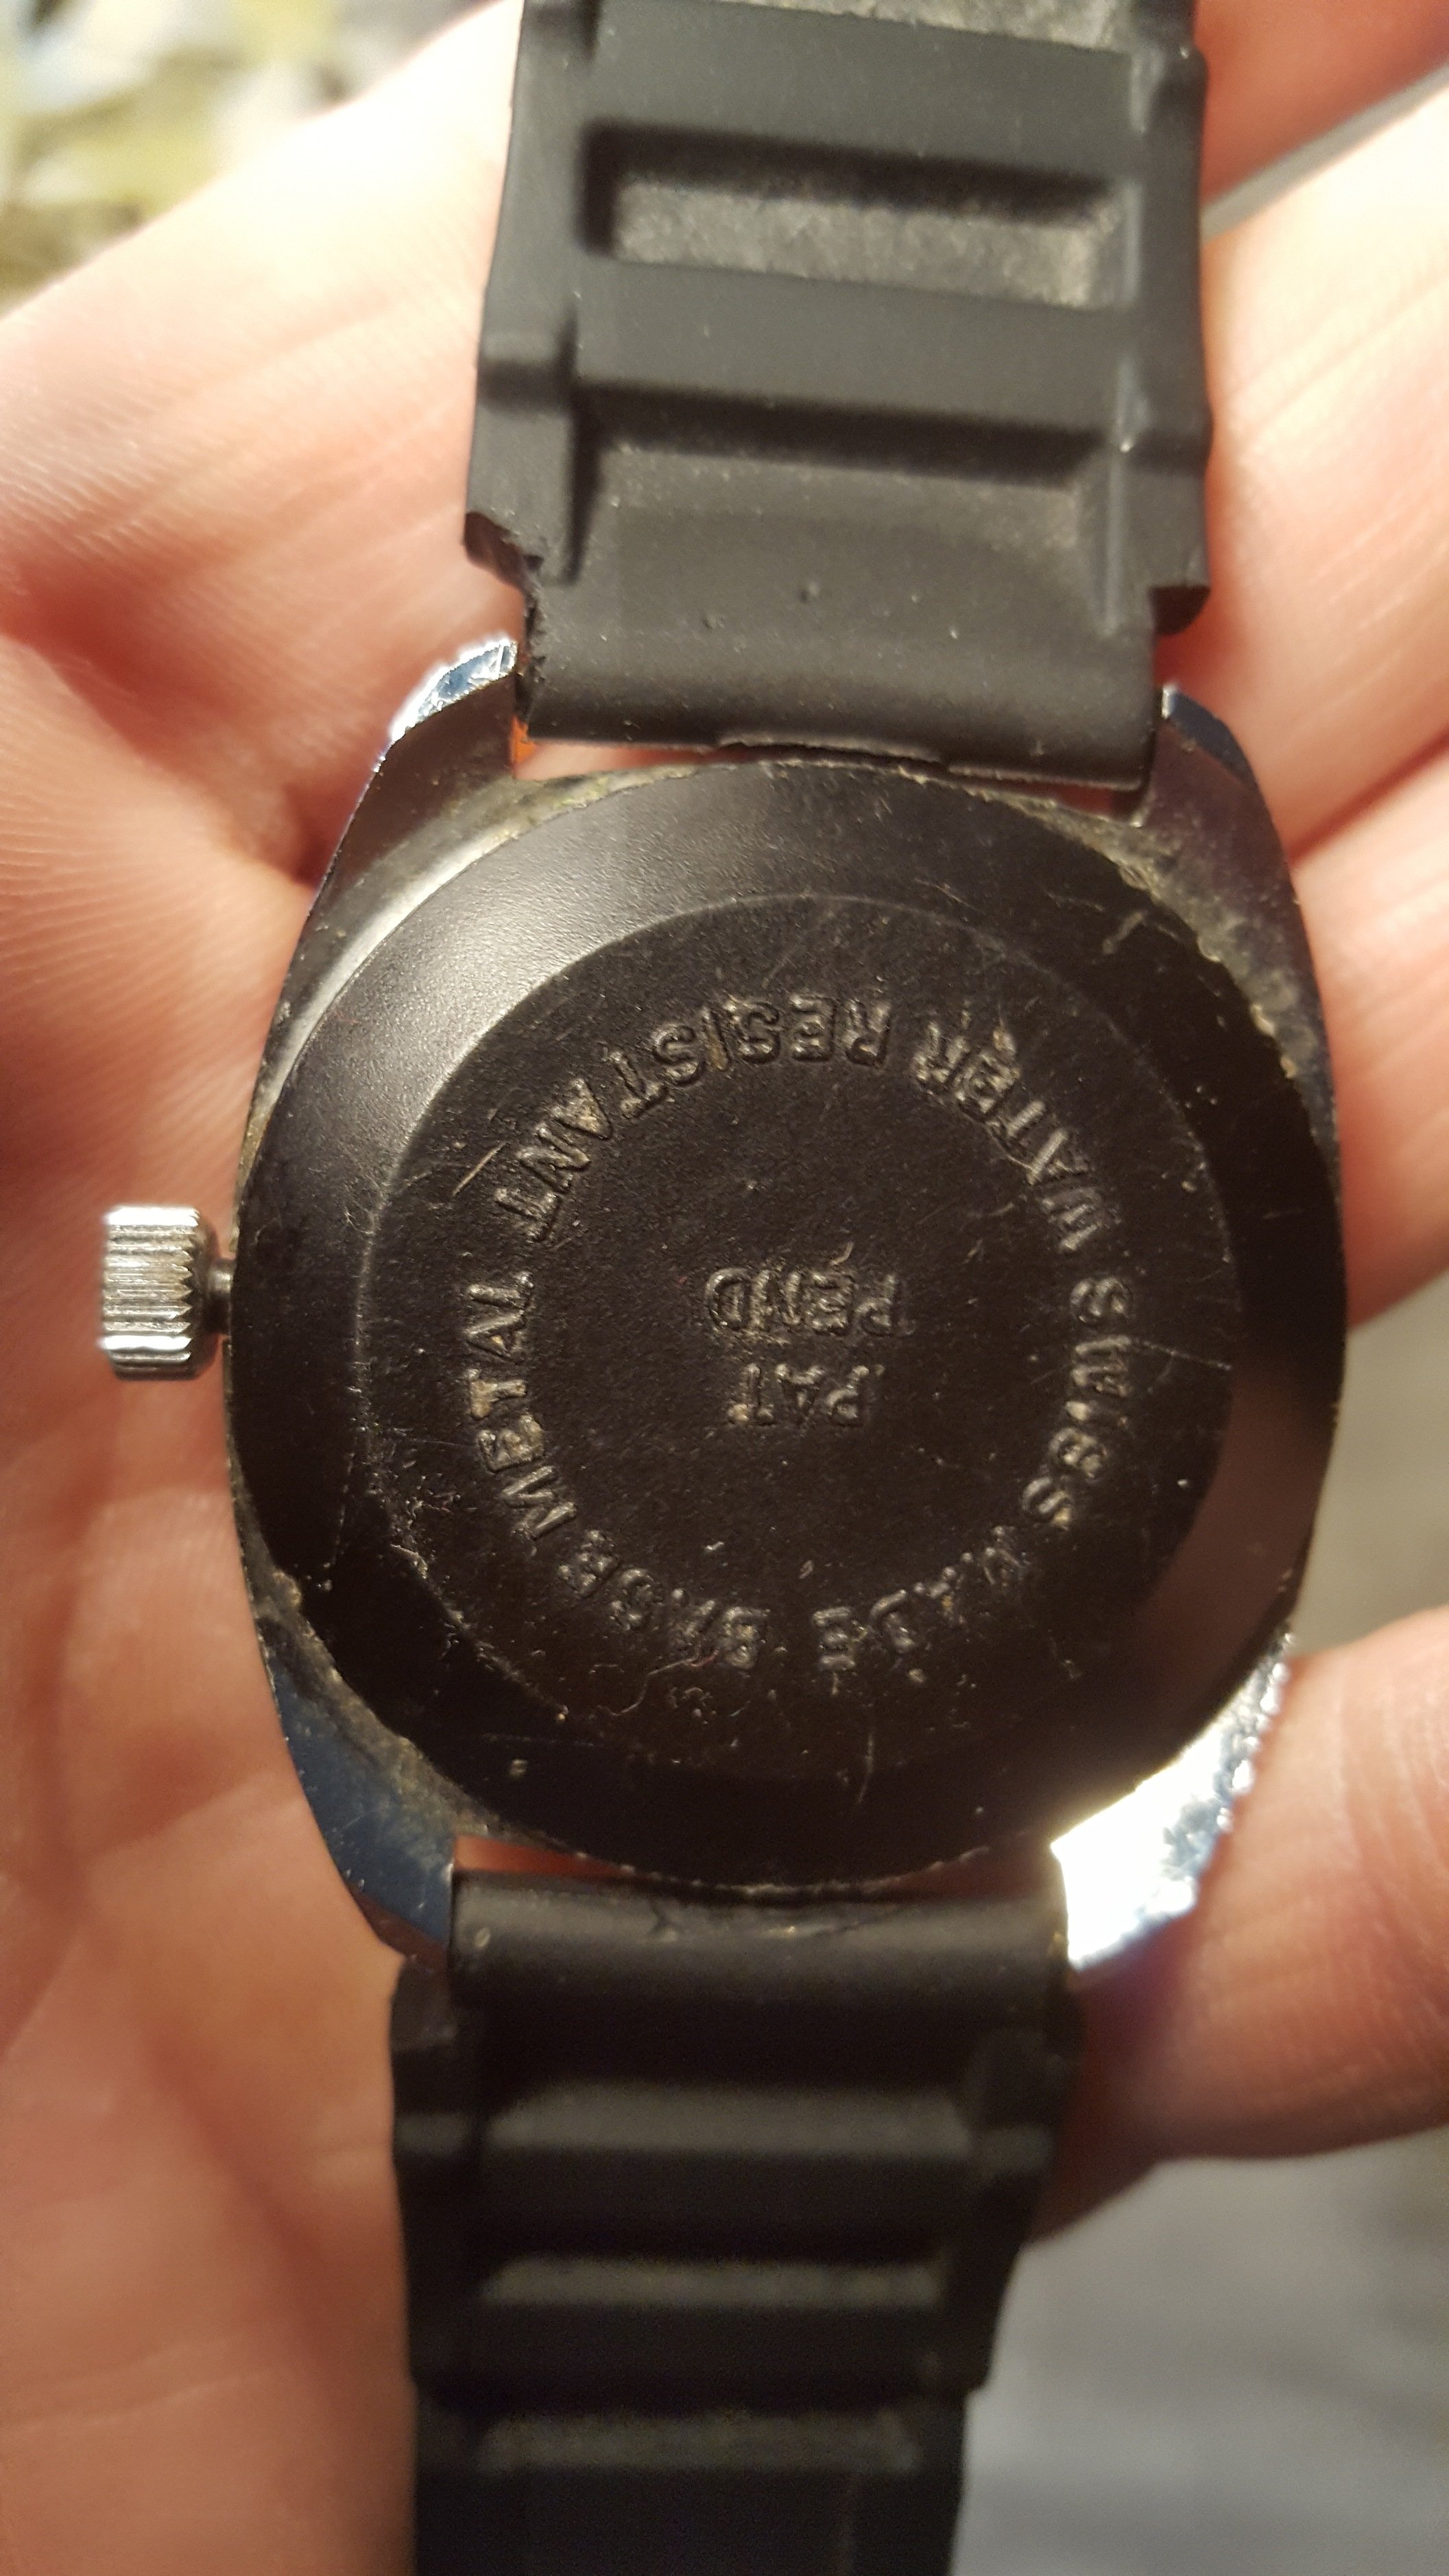 WATER RESISTANT
BASE METAL
SWISS MADE
PAT
PEND